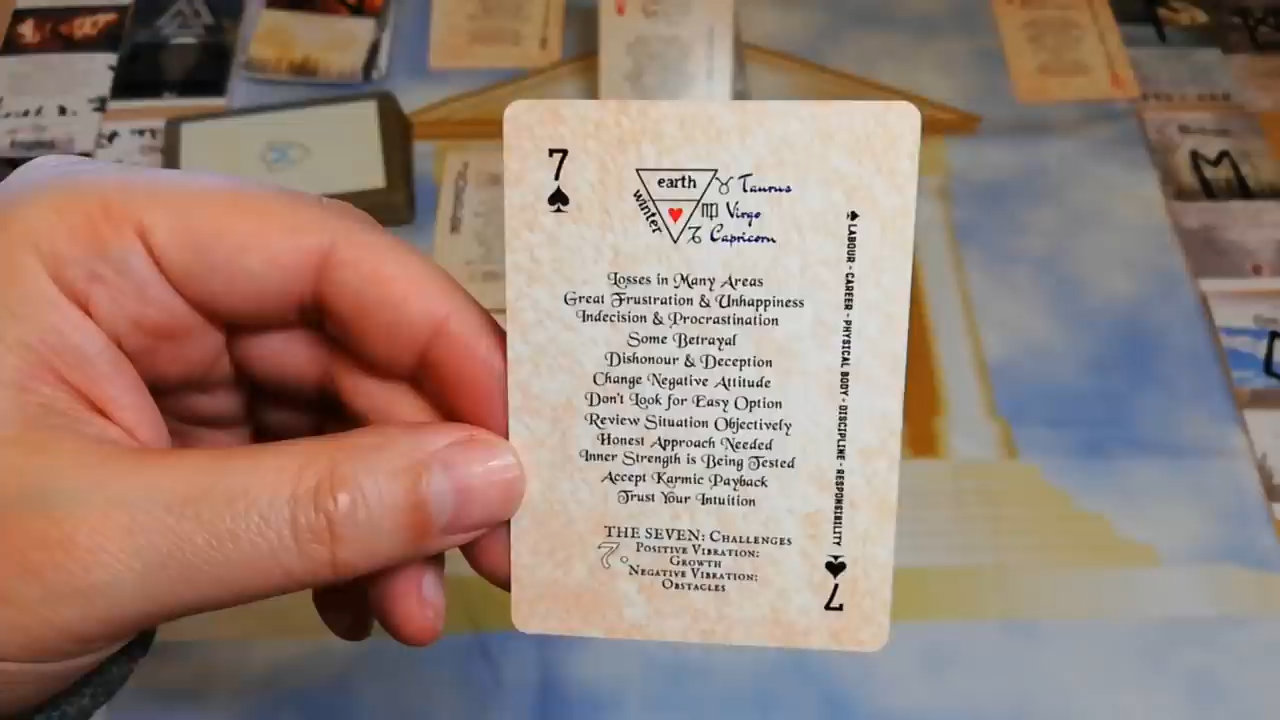 7
earth
winter
Taurus
Virgo
Capricorn
Losses in Many Areas
Great Frustration & Unhappiness
Indecision & Procrastination
Some Betrayal
Dishonour & Deception
Change Negative Attitude
Don't Look for Easy Option
Review Situation Objectively
Honest Approach Needed
Inner Strength is Being Tested
Accept Karmic Payback
Trust Your Intuition
THE SEVEN: CHALLENGES
7.
POSITIVE VIBRATION:
GROWTH
NEGATIVE VIBRATION:
OBSTACLES
LABOUR - CAREER - PHYSICAL BODY - DISCIPLINE - RESPONSIBILITY
7